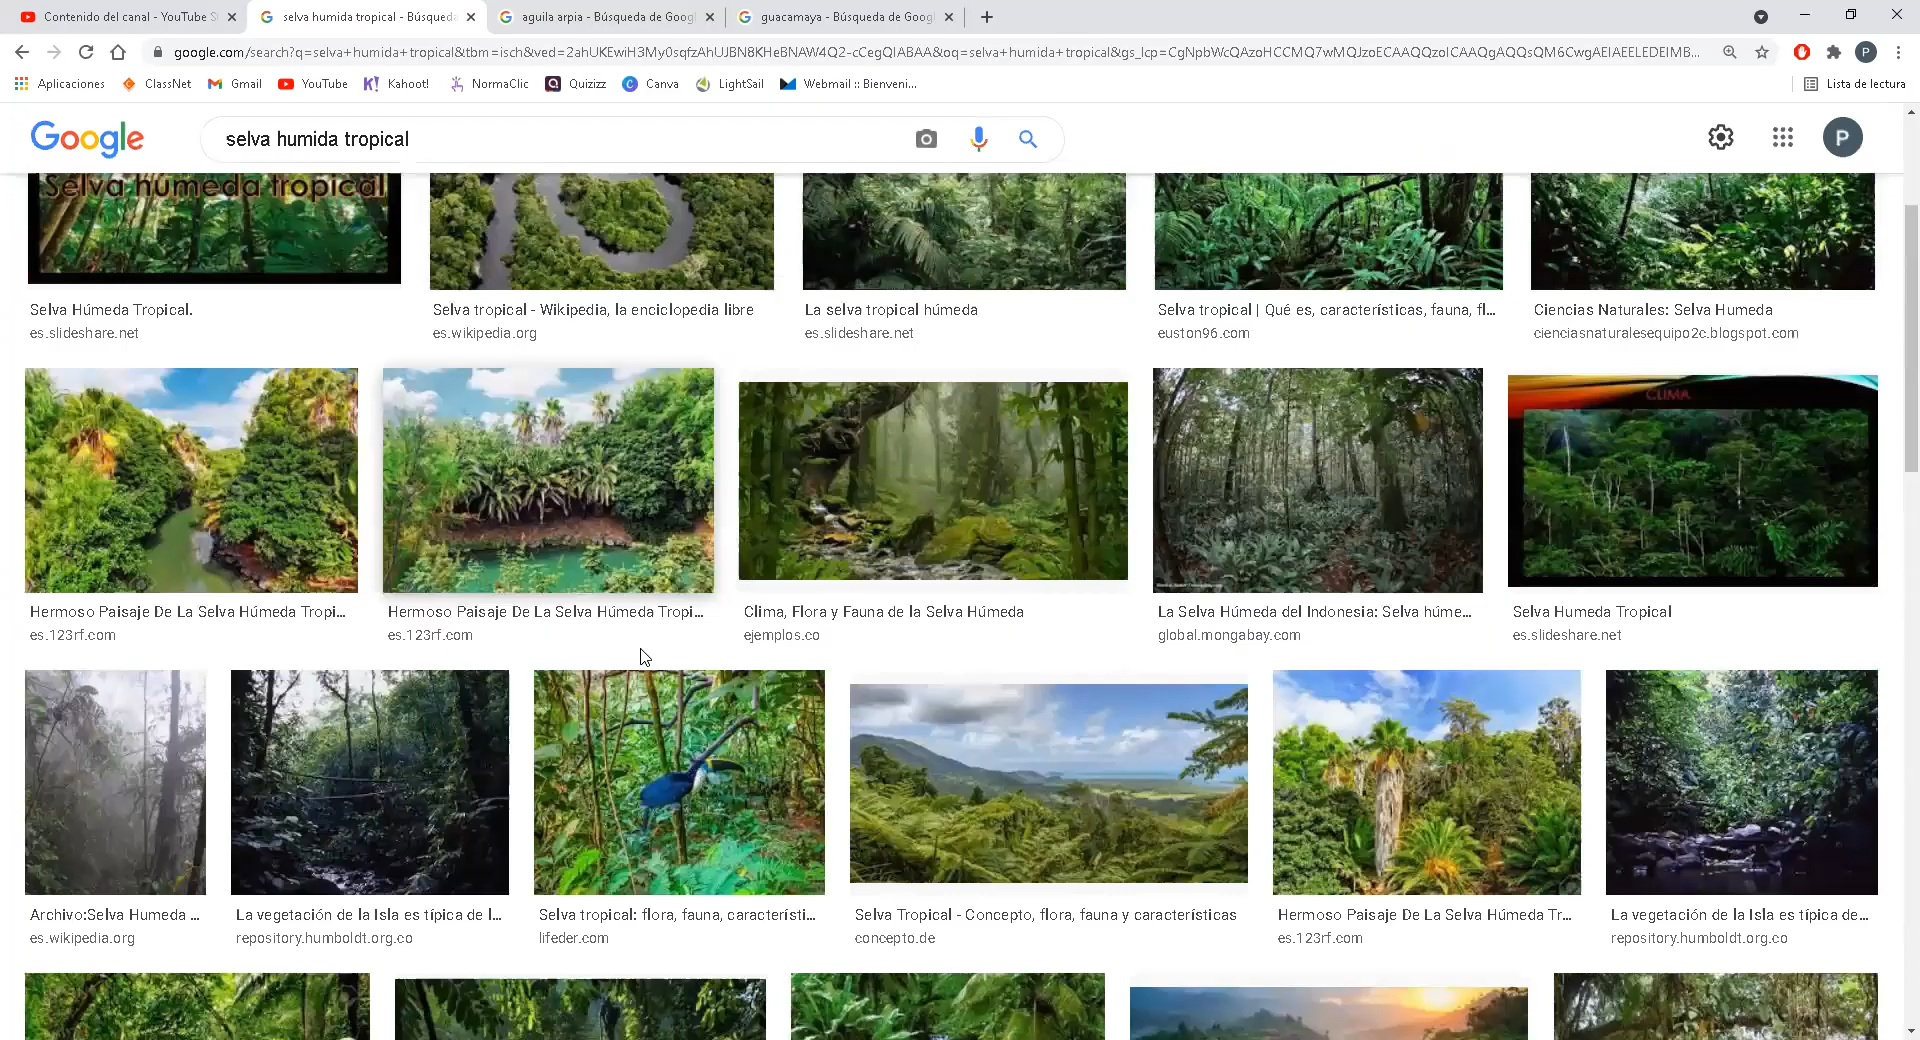 Contenido del canal - YouTube S
selva humida tropical - Búsqueda
aguila arpia - Búsqueda de Googl
guacamaya - Búsqueda de Googl
google.com/search?q=selva+humida+tropical&tbm=isch&ved=2ahUKEwiH3My0sqfzAhUJBN8KHeBNAW4Q2-cCegQIABAA&oq=selva+humida+tropical&gs_lcp=CgNpbWcQAzoHCCMQ7wMQJzoECAAQQzoICAAQgAQQsQM6CwgAEIAEELEDEIMB...
P
Aplicaciones
ClassNet
Gmail
YouTube
Kahoot!
NormaClic
Quizizz
Canva
LightSail
Webmail :: Bienveni...
Lista de lectura
Google
selva humida tropical
P
Selva húmeda tropical
Selva Húmeda Tropical.
es.slideshare.net
Selva tropical - Wikipedia, la enciclopedia libre
es.wikipedia.org
La selva tropical húmeda
es.slideshare.net
Selva tropical | Qué es, características, fauna, fl...
euston96.com
Ciencias Naturales: Selva Humeda
cienciasnaturalesequipo2c.blogspot.com
CLIMA
Hermoso Paisaje De La Selva Húmeda Tropi...
es.123rf.com
Hermoso Paisaje De La Selva Húmeda Tropi...
es.123rf.com
Clima, Flora y Fauna de la Selva Húmeda
ejemplos.co
La Selva Húmeda del Indonesia: Selva húme...
global.mongabay.com
Selva Humeda Tropical
es.slideshare.net
Archivo:Selva Humeda ...
es.wikipedia.org
La vegetación de la Isla es típica de l...
repository.humboldt.org.co
Selva tropical: flora, fauna, característi...
lifeder.com
Selva Tropical - Concepto, flora, fauna y características
concepto.de
Hermoso Paisaje De La Selva Húmeda Tr...
es.123rf.com
La vegetación de la Isla es típica de...
repository.humboldt.org.co